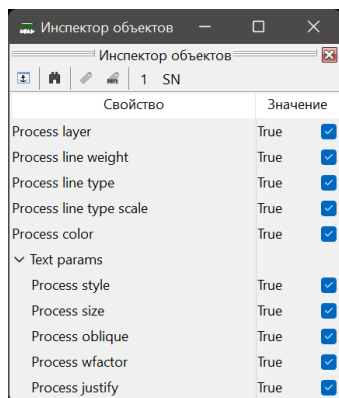 Инспектор объектов
Инспектор объектов
1 SN
Свойство Значение
Process layer True
Process line weight True
Process line type True
Process line type scale True
Process color True
Text params
Process style True
Process size True
Process oblique True
Process wfactor True
Process justify True